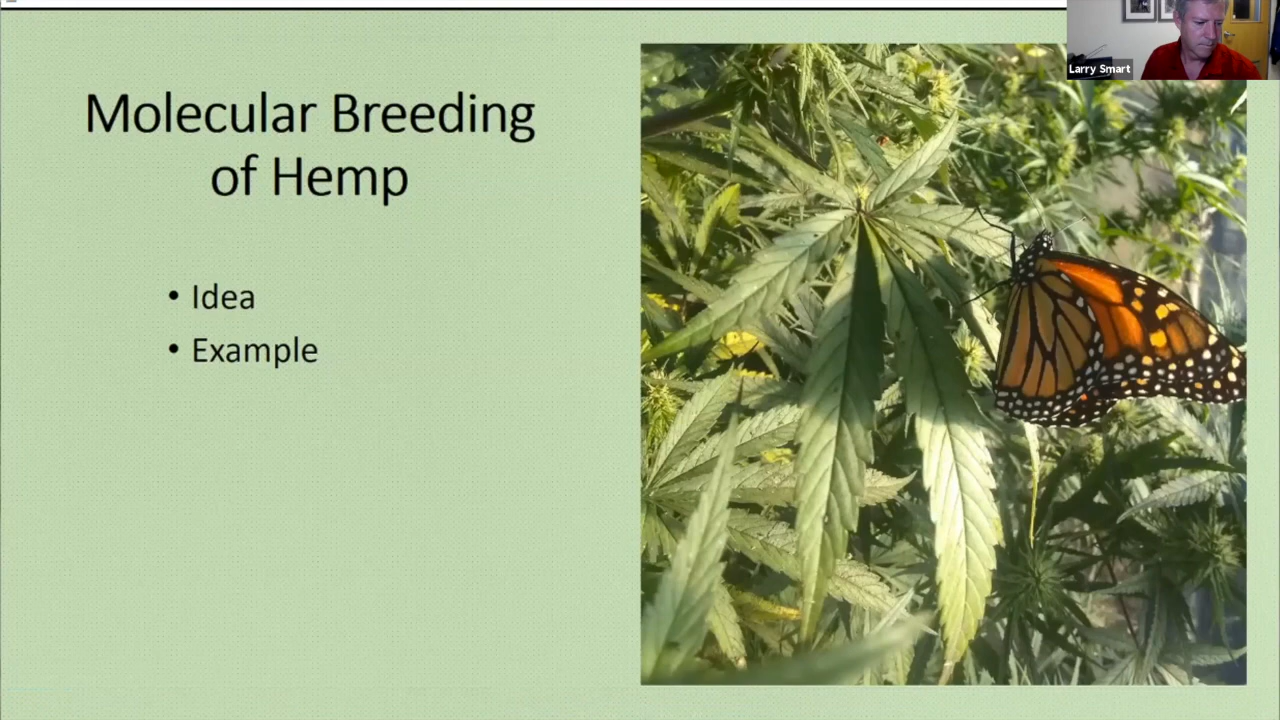 Larry Smart
Molecular Breeding
of Hemp
• Idea
• Example